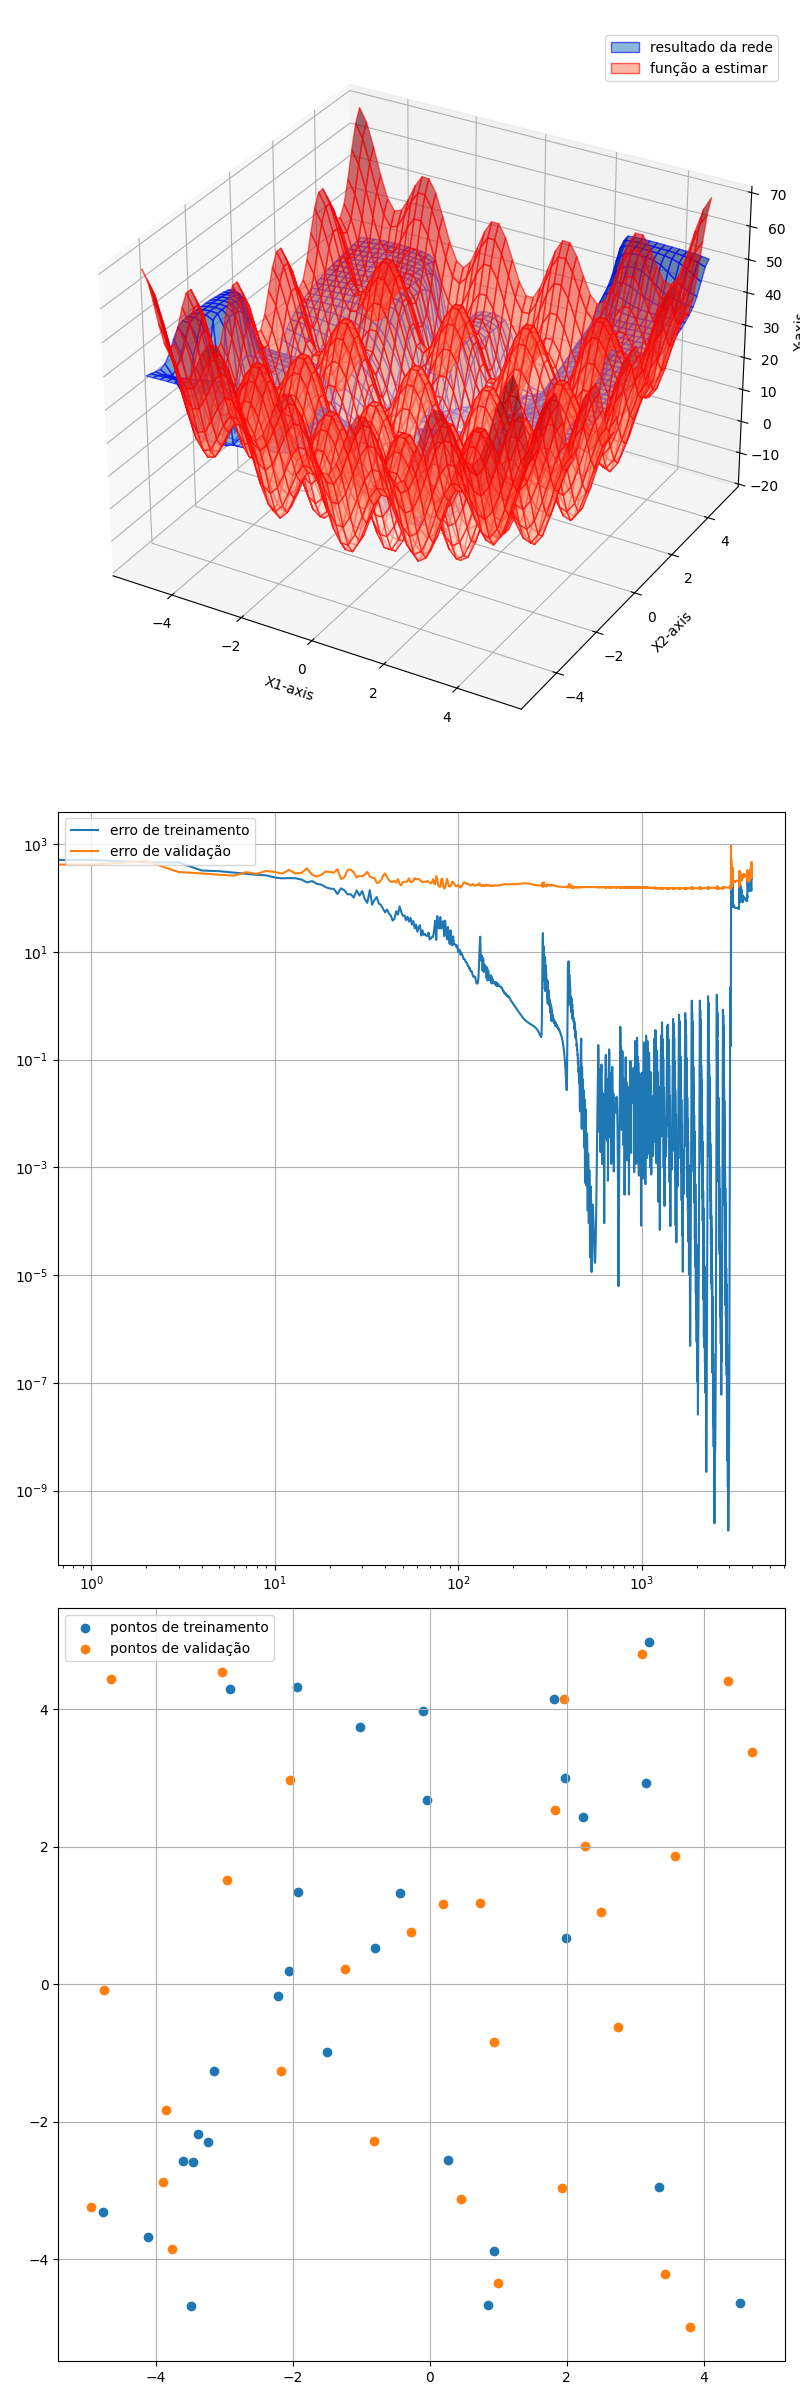 resultado da rede
função a estimar
70
60
50
40
30
20
10
0
−10
−20
Y-axis
4
2
0
−2
−4
X2-axis
−4
−2
0
2
4
X1-axis
erro de treinamento
erro de validação
10³
10¹
10⁻¹
10⁻³
10⁻⁵
10⁻⁷
10⁻⁹
10⁰ 10¹ 10² 10³
pontos de treinamento
pontos de validação
4
2
0
−2
−4
−4 −2 0 2 4